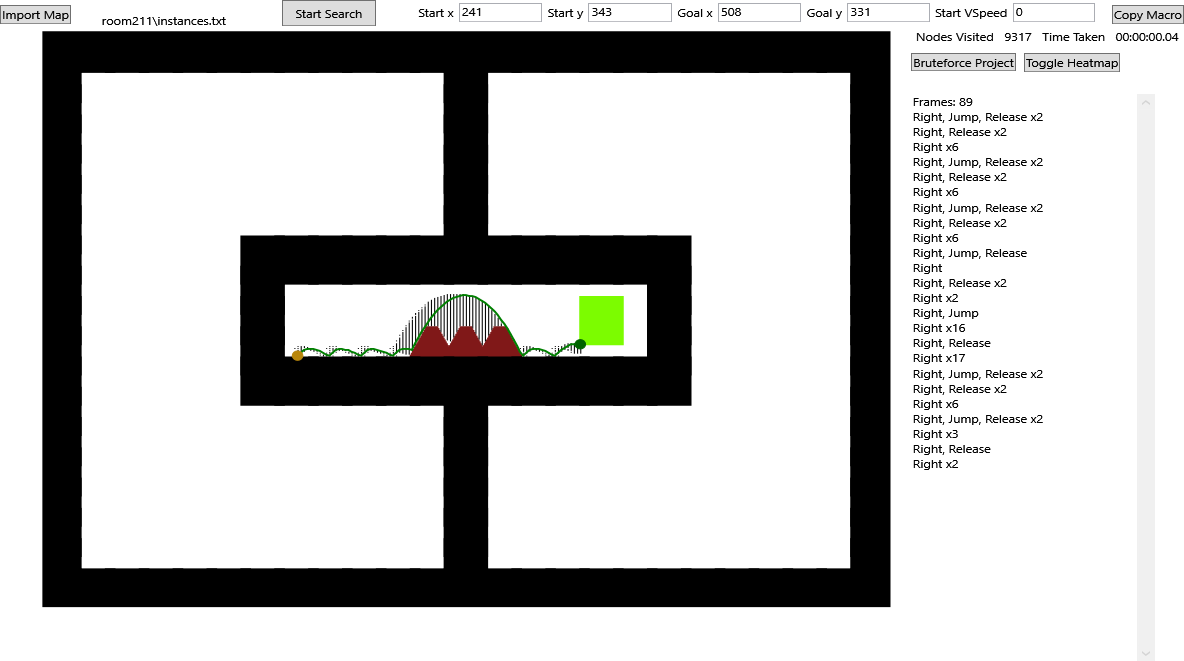 Import Map room211\instances.txt Start Search Start x 241 Start y 343 Goal x 508 Goal y 331 Start VSpeed 0 Copy Macro
Nodes Visited 9317 Time Taken 00:00:00.04
Bruteforce Project Toggle Heatmap
Frames: 89
Right, Jump, Release x2
Right, Release x2
Right x6
Right, Jump, Release x2
Right, Release x2
Right x6
Right, Jump, Release x2
Right, Release x2
Right x6
Right, Jump, Release
Right
Right, Release x2
Right x2
Right, Jump
Right x16
Right, Release
Right x17
Right, Jump, Release x2
Right, Release x2
Right x6
Right, Jump, Release x2
Right x3
Right, Release
Right x2